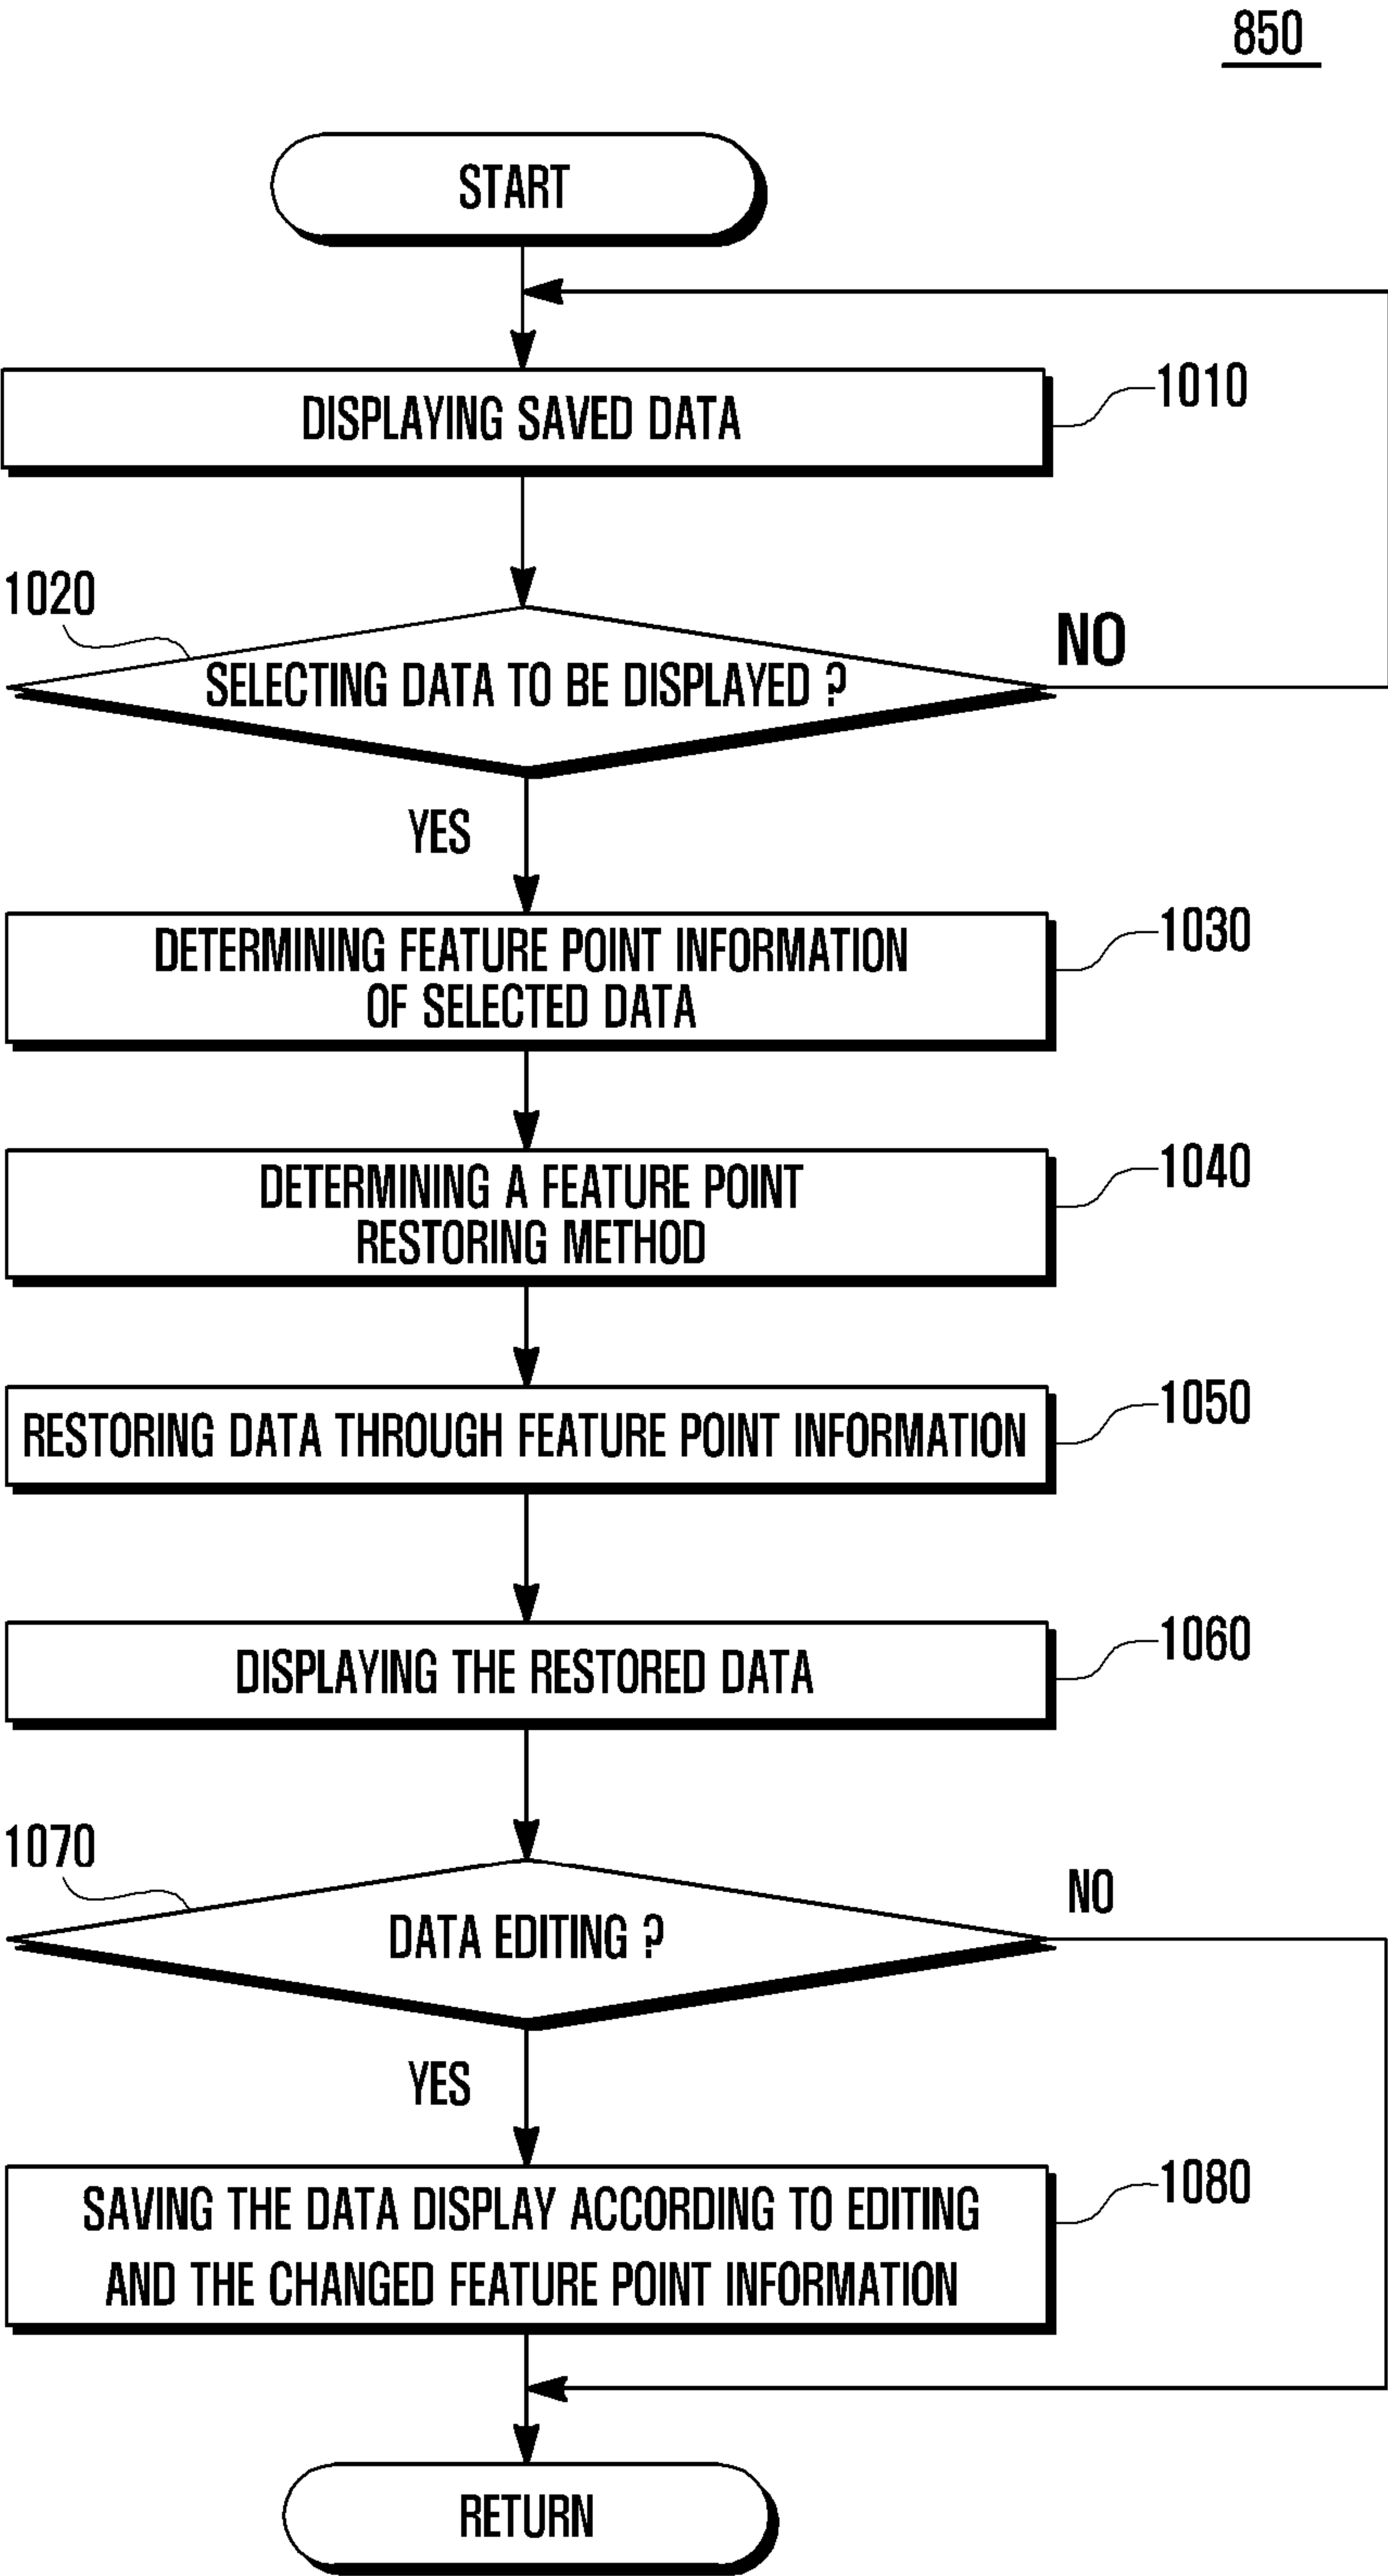 850
START
DISPLAYING SAVED DATA
1010
1020
SELECTING DATA TO BE DISPLAYED ?
NO
YES
DETERMINING FEATURE POINT INFORMATION
OF SELECTED DATA
1030
DETERMINING A FEATURE POINT
RESTORING METHOD
1040
RESTORING DATA THROUGH FEATURE POINT INFORMATION
1050
DISPLAYING THE RESTORED DATA
1060
1070
DATA EDITING ?
NO
YES
SAVING THE DATA DISPLAY ACCORDING TO EDITING
AND THE CHANGED FEATURE POINT INFORMATION
1080
RETURN